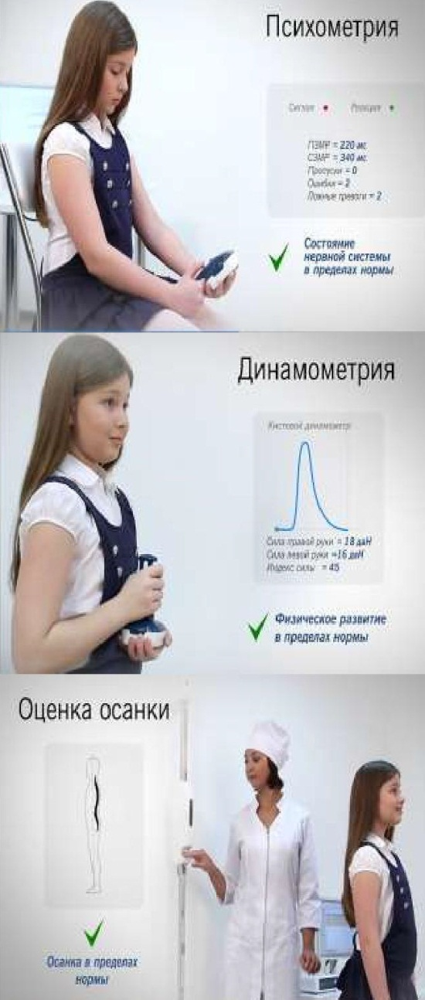 Психометрия
Сигнал
Реакция
ПЗМР = 220 мс
СЗМР = 340 мс
Пропуски = 0
Ошибки = 2
Ложные тревоги = 2
Состояние
нервной системы
в пределах нормы
Динамометрия
Кистевой динамометр
Сила правой руки = 18 даН
Сила левой руки =16 даН
Индекс силы = 45
Физическое развитие
в пределах нормы
Оценка осанки
Осанка в пределах
нормы